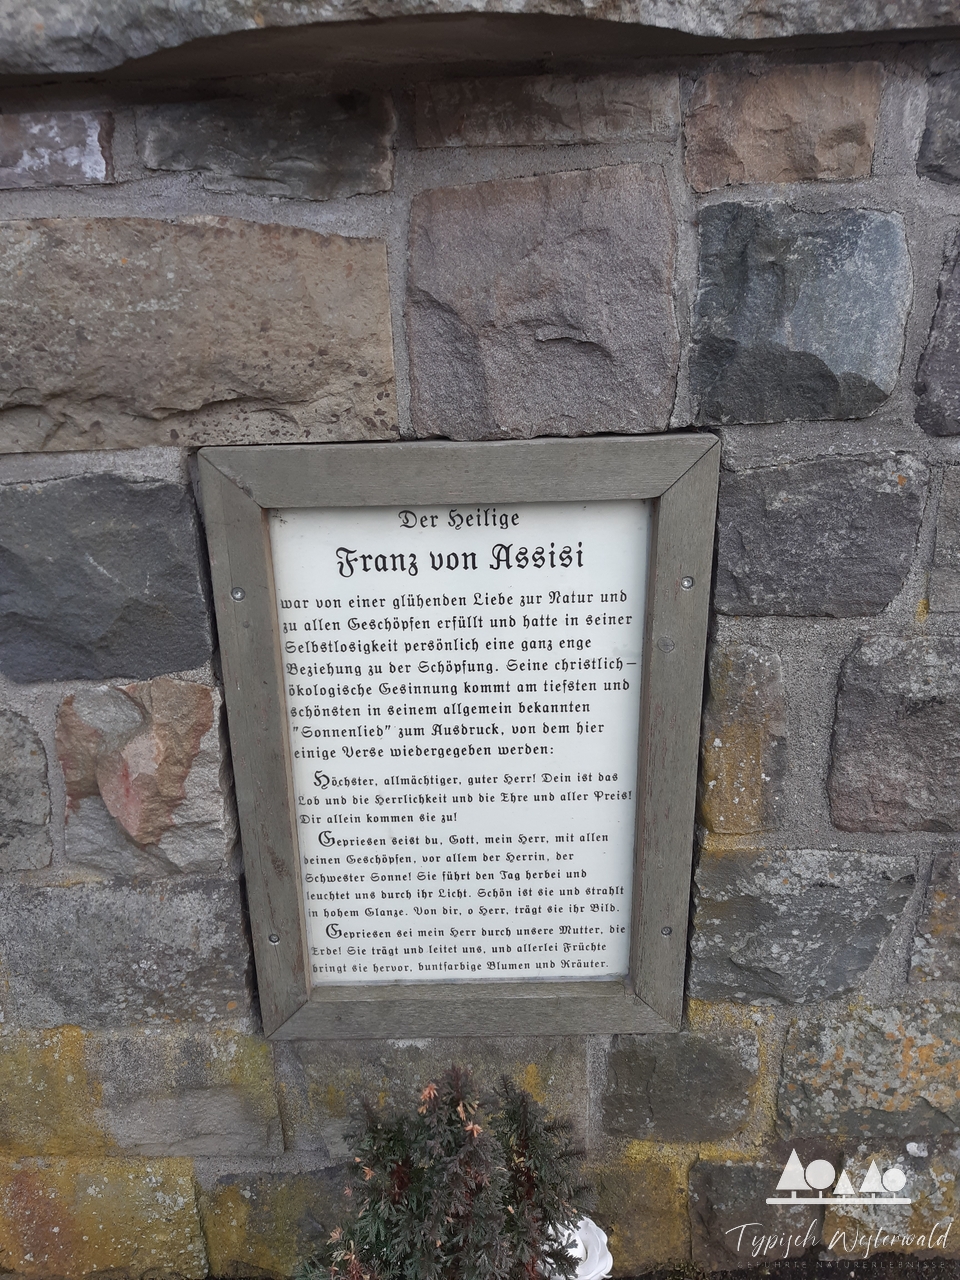 Der Heilige
Franz von Assisi
war von einer glühenden Liebe zur Natur und
zu allen Geschöpfen erfüllt und hatte in seiner
Selbstlosigkeit persönlich eine ganz enge
Beziehung zu der Schöpfung. Seine christlich-
ökologische Gesinnung kommt am tiefsten und
schönsten in seinem allgemein bekannten
"Sonnenlied" zum Ausdruck, von dem hier
einige Verse wiedergegeben werden:
Höchster, allmächtiger, guter Herr! Dein ist das
Lob und die Herrlichkeit und die Ehre und aller Preis!
Dir allein kommen sie zu!
Gepriesen seist du, Gott, mein Herr, mit allen
deinen Geschöpfen, vor allem der Herrin, der
Schwester Sonne! Sie führt den Tag herbei und
leuchtet uns durch ihr Licht. Schön ist sie und strahlt
in hohem Glanze. Von dir, o Herr, trägt sie ihr Bild.
Gepriesen sei mein Herr durch unsere Mutter, die
Erde! Sie trägt und leitet uns, und allerlei Früchte
bringt sie hervor, buntfarbige Blumen und Kräuter.
Typisch Westerwald
GEFÜHRTE NATURERLEBNISSE